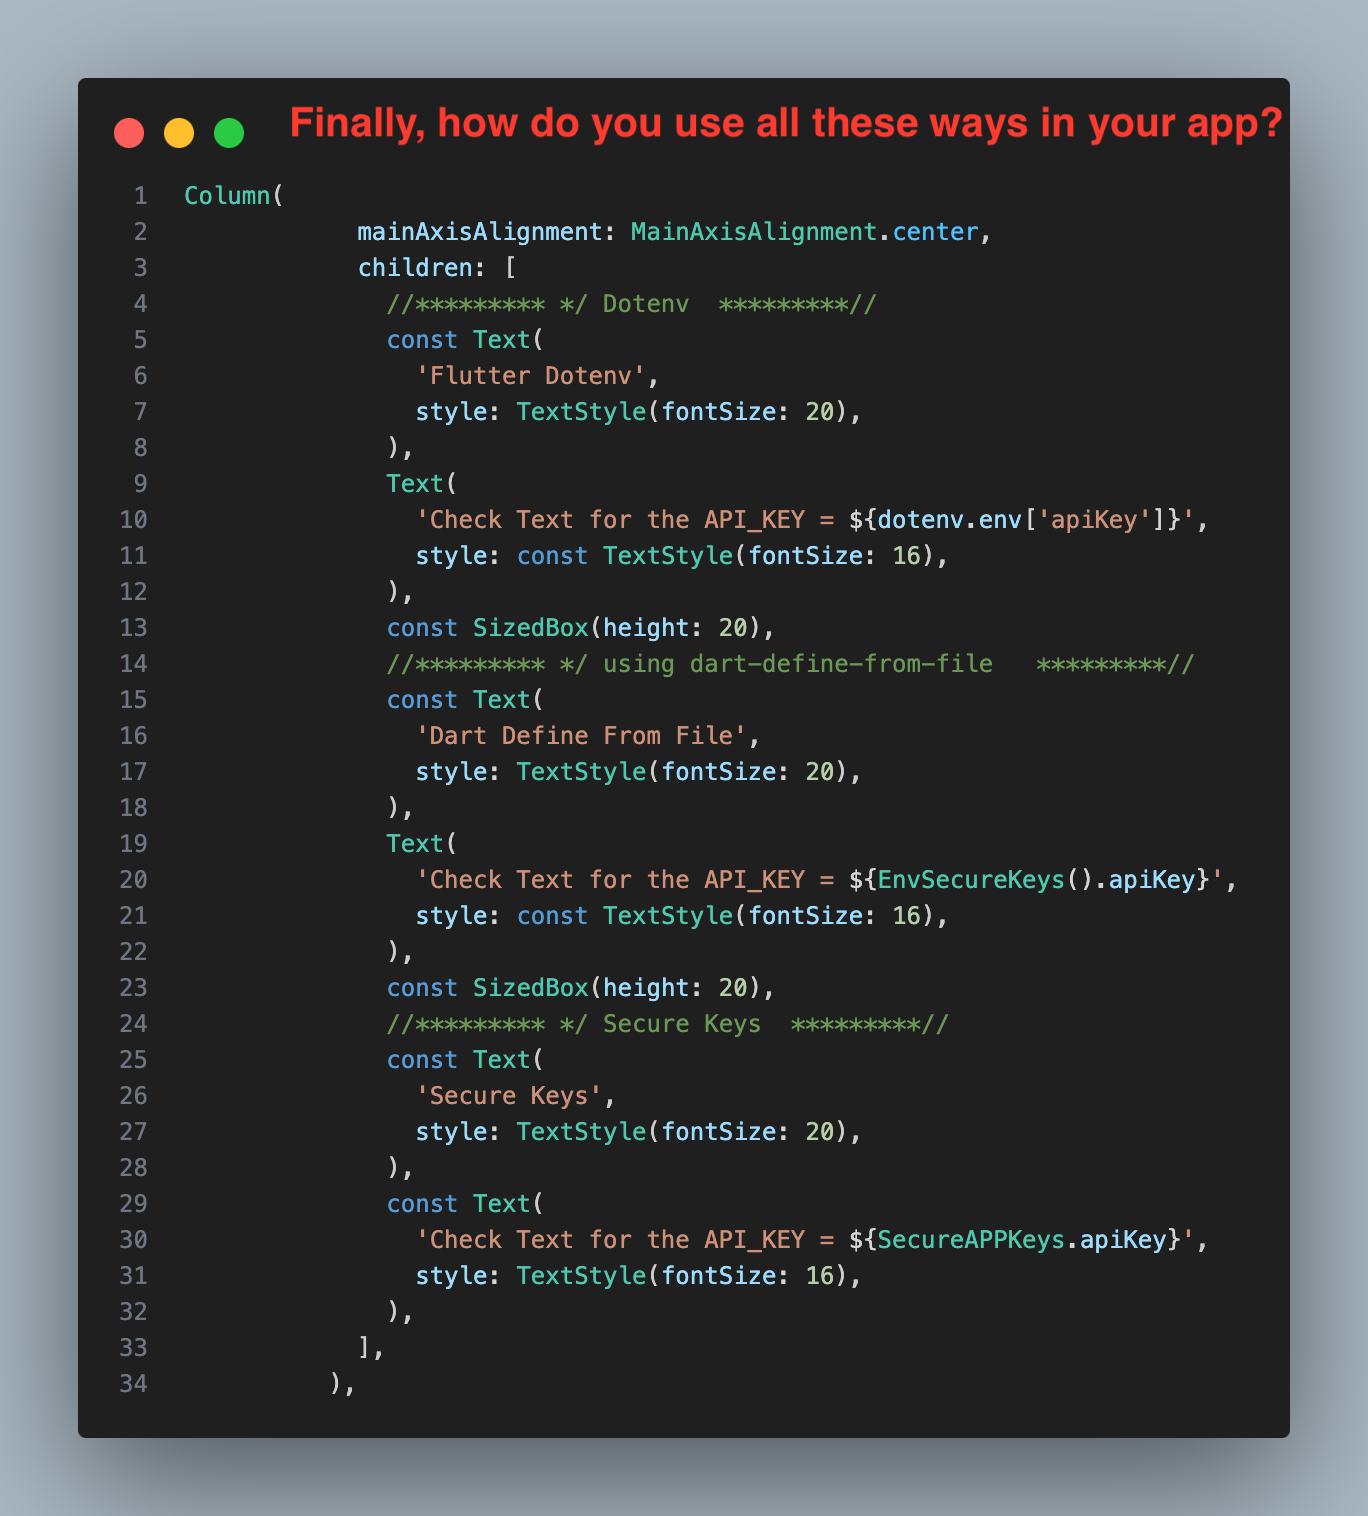 Finally, how do you use all these ways in your app?
1 Column(
2             mainAxisAlignment: MainAxisAlignment.center,
3             children: [
4               //********* */ Dotenv  *********//
5               const Text(
6                 'Flutter Dotenv',
7                 style: TextStyle(fontSize: 20),
8               ),
9               Text(
10                 'Check Text for the API_KEY = ${dotenv.env['apiKey']}',
11                 style: const TextStyle(fontSize: 16),
12               ),
13               const SizedBox(height: 20),
14               //********* */ using dart-define-from-file   *********//
15               const Text(
16                 'Dart Define From File',
17                 style: TextStyle(fontSize: 20),
18               ),
19               Text(
20                 'Check Text for the API_KEY = ${EnvSecureKeys().apiKey}',
21                 style: const TextStyle(fontSize: 16),
22               ),
23               const SizedBox(height: 20),
24               //********* */ Secure Keys  *********//
25               const Text(
26                 'Secure Keys',
27                 style: TextStyle(fontSize: 20),
28               ),
29               const Text(
30                 'Check Text for the API_KEY = ${SecureAPPKeys.apiKey}',
31                 style: TextStyle(fontSize: 16),
32               ),
33             ],
34           ),